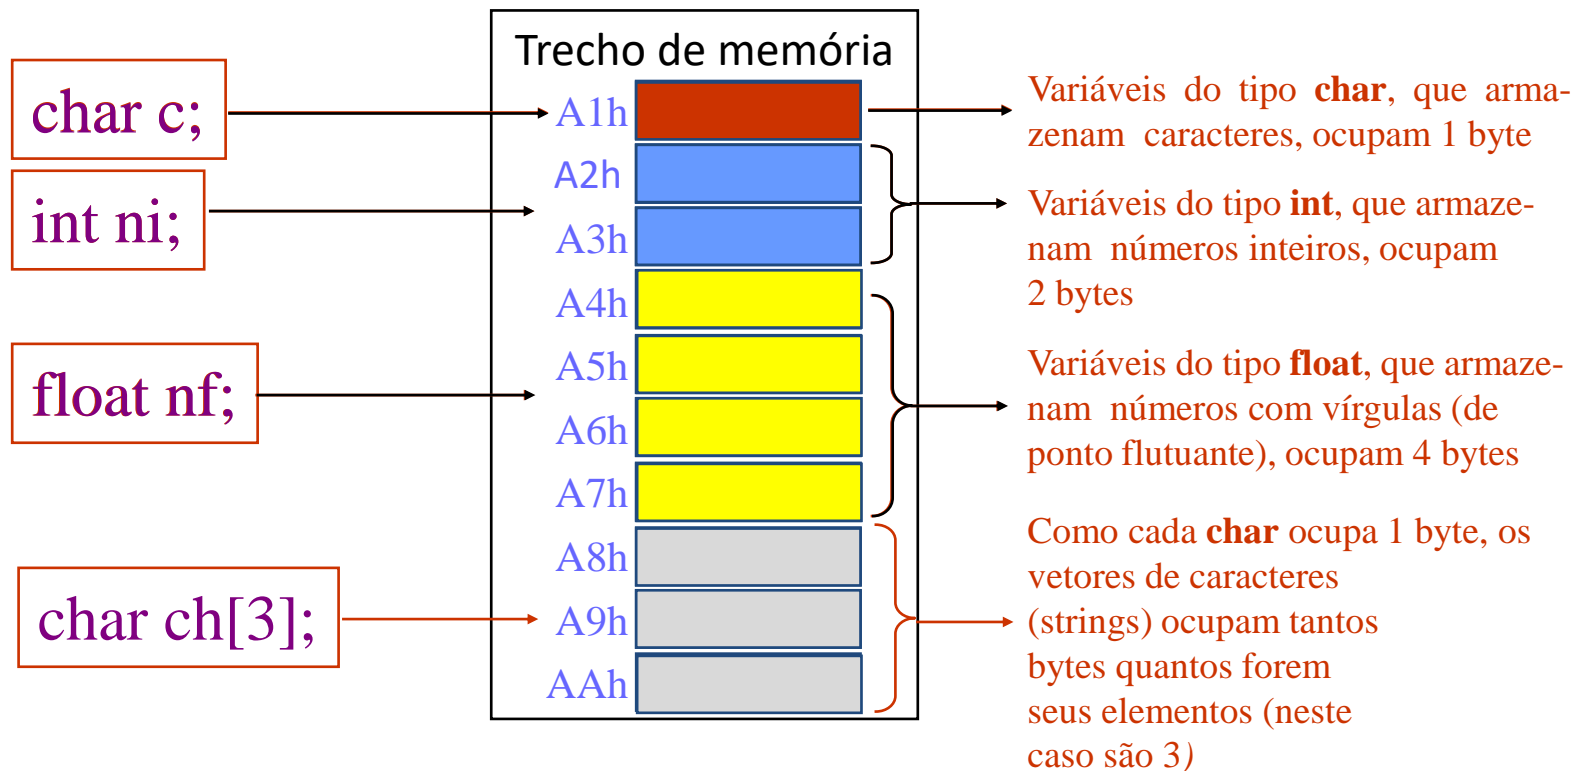 Trecho de memória
char c;
int ni;
float nf;
char ch[3];
A1h
A2h
A3h
A4h
A5h
A6h
A7h
A8h
A9h
AAh
Variáveis do tipo char, que arma-
zenam caracteres, ocupam 1 byte
Variáveis do tipo int, que armaze-
nam números inteiros, ocupam
2 bytes
Variáveis do tipo float, que armaze-
nam números com vírgulas (de
ponto flutuante), ocupam 4 bytes
Como cada char ocupa 1 byte, os
vetores de caracteres
(strings) ocupam tantos
bytes quantos forem
seus elementos (neste
caso são 3)